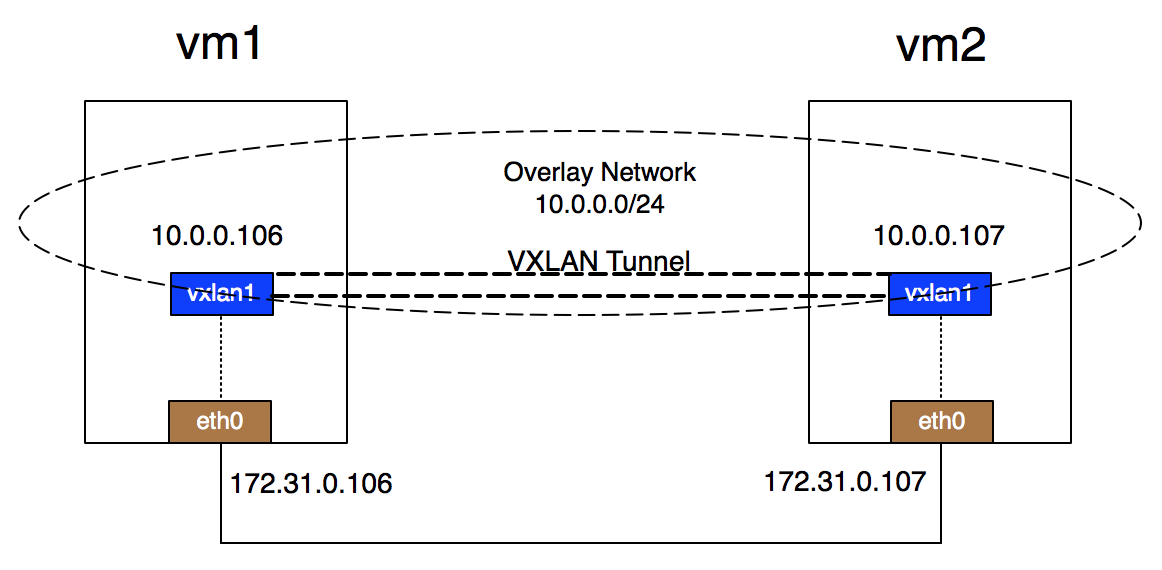 vm1
vm2
Overlay Network
10.0.0.0/24
10.0.0.106
10.0.0.107
VXLAN Tunnel
vxlan1
vxlan1
eth0
eth0
172.31.0.106
172.31.0.107